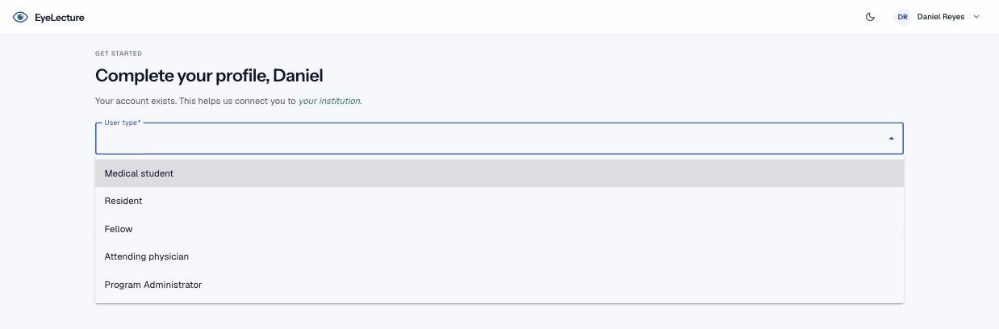 EyeLecture
DR Daniel Reyes
GET STARTED
Complete your profile, Daniel
Your account exists. This helps us connect you to your institution.
User type*
Medical student
Resident
Fellow
Attending physician
Program Administrator